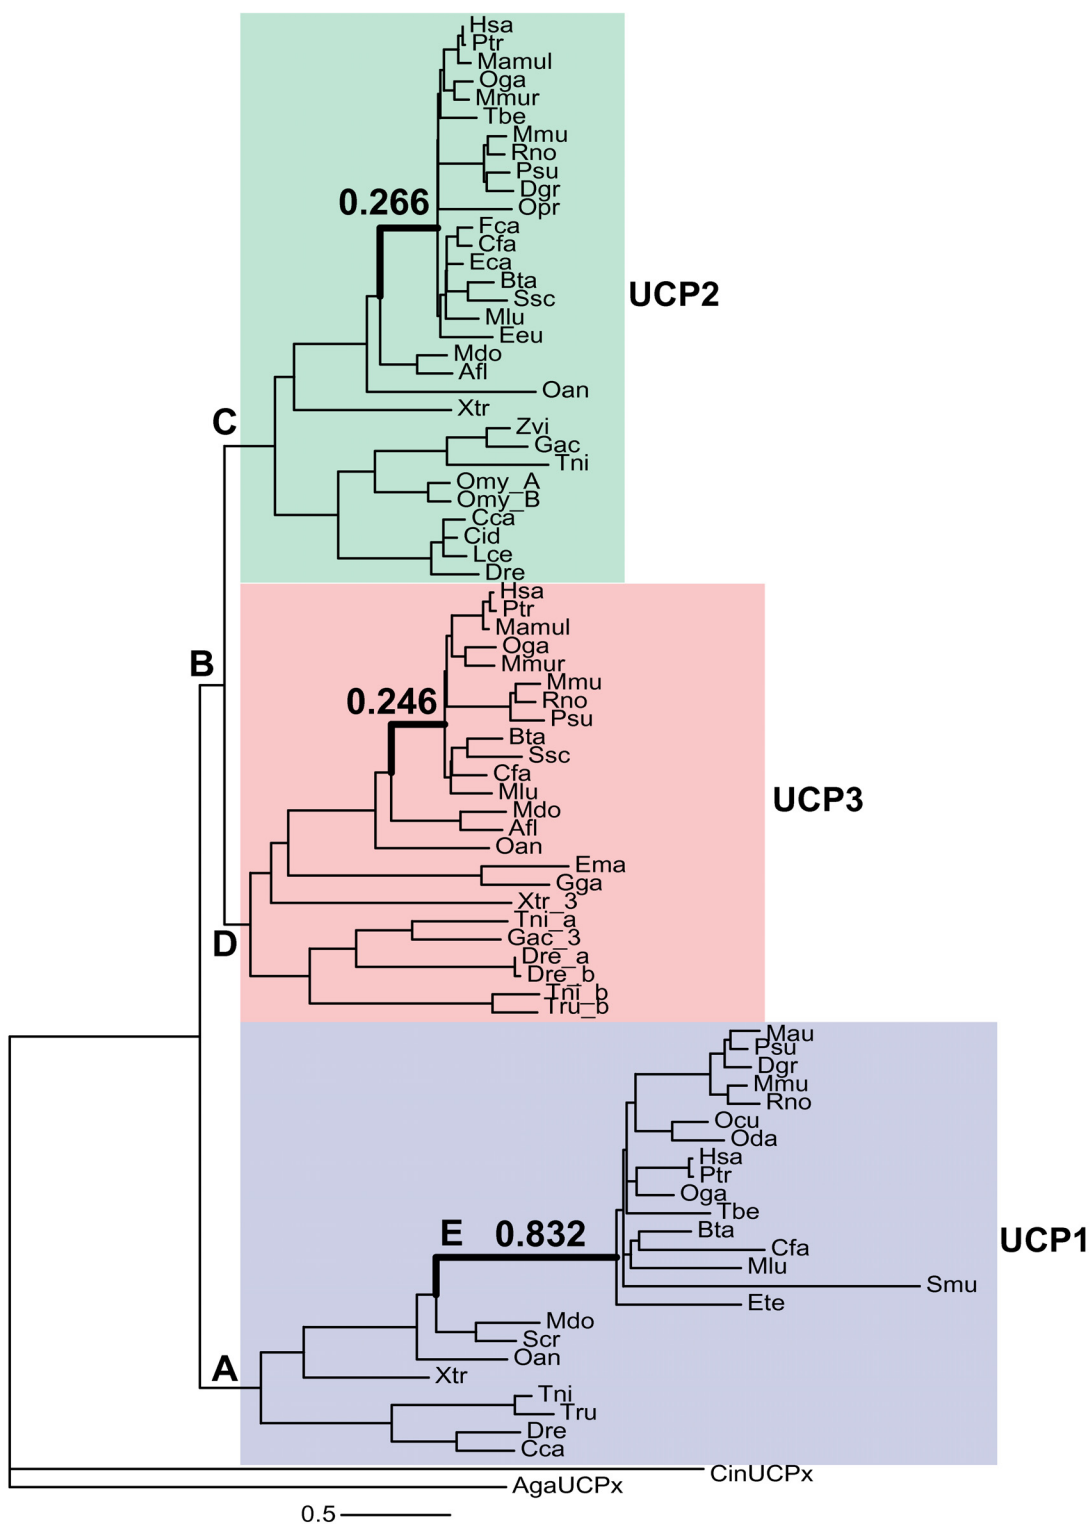 Hsa
Ptr
Mamul
Oga
Mmur
Tbe
Mmu
Rno
Psu
Dgr
0.266
Opr
Fca
Cfa
Eca
Bta
UCP2
Ssc
Mlu
Eeu
Mdo
Afl
Oan
Xtr
C
Zvi
Gac
Tni
Omy_A
Omy_B
Cca
Cid
Lce
Dre
Hsa
Ptr
Mamul
Oga
B
Mmur
Mmu
Rno
0.246
Psu
Bta
Ssc
Cfa
Mlu
UCP3
Mdo
Afl
Oan
Ema
Gga
Xtr_3
Tni_a
Gac_3
D
Dre_a
Dre_b
Tni_b
Tru_b
Mau
Psu
Dgr
Mmu
Rno
Ocu
Oda
Hsa
Ptr
Oga
Tbe
Bta
E 0.832
UCP1
Cfa
Mlu
Smu
Ete
Mdo
Scr
Oan
A
Xtr
Tni
Tru
Dre
Cca
CinUCPx
AgaUCPx
0.5